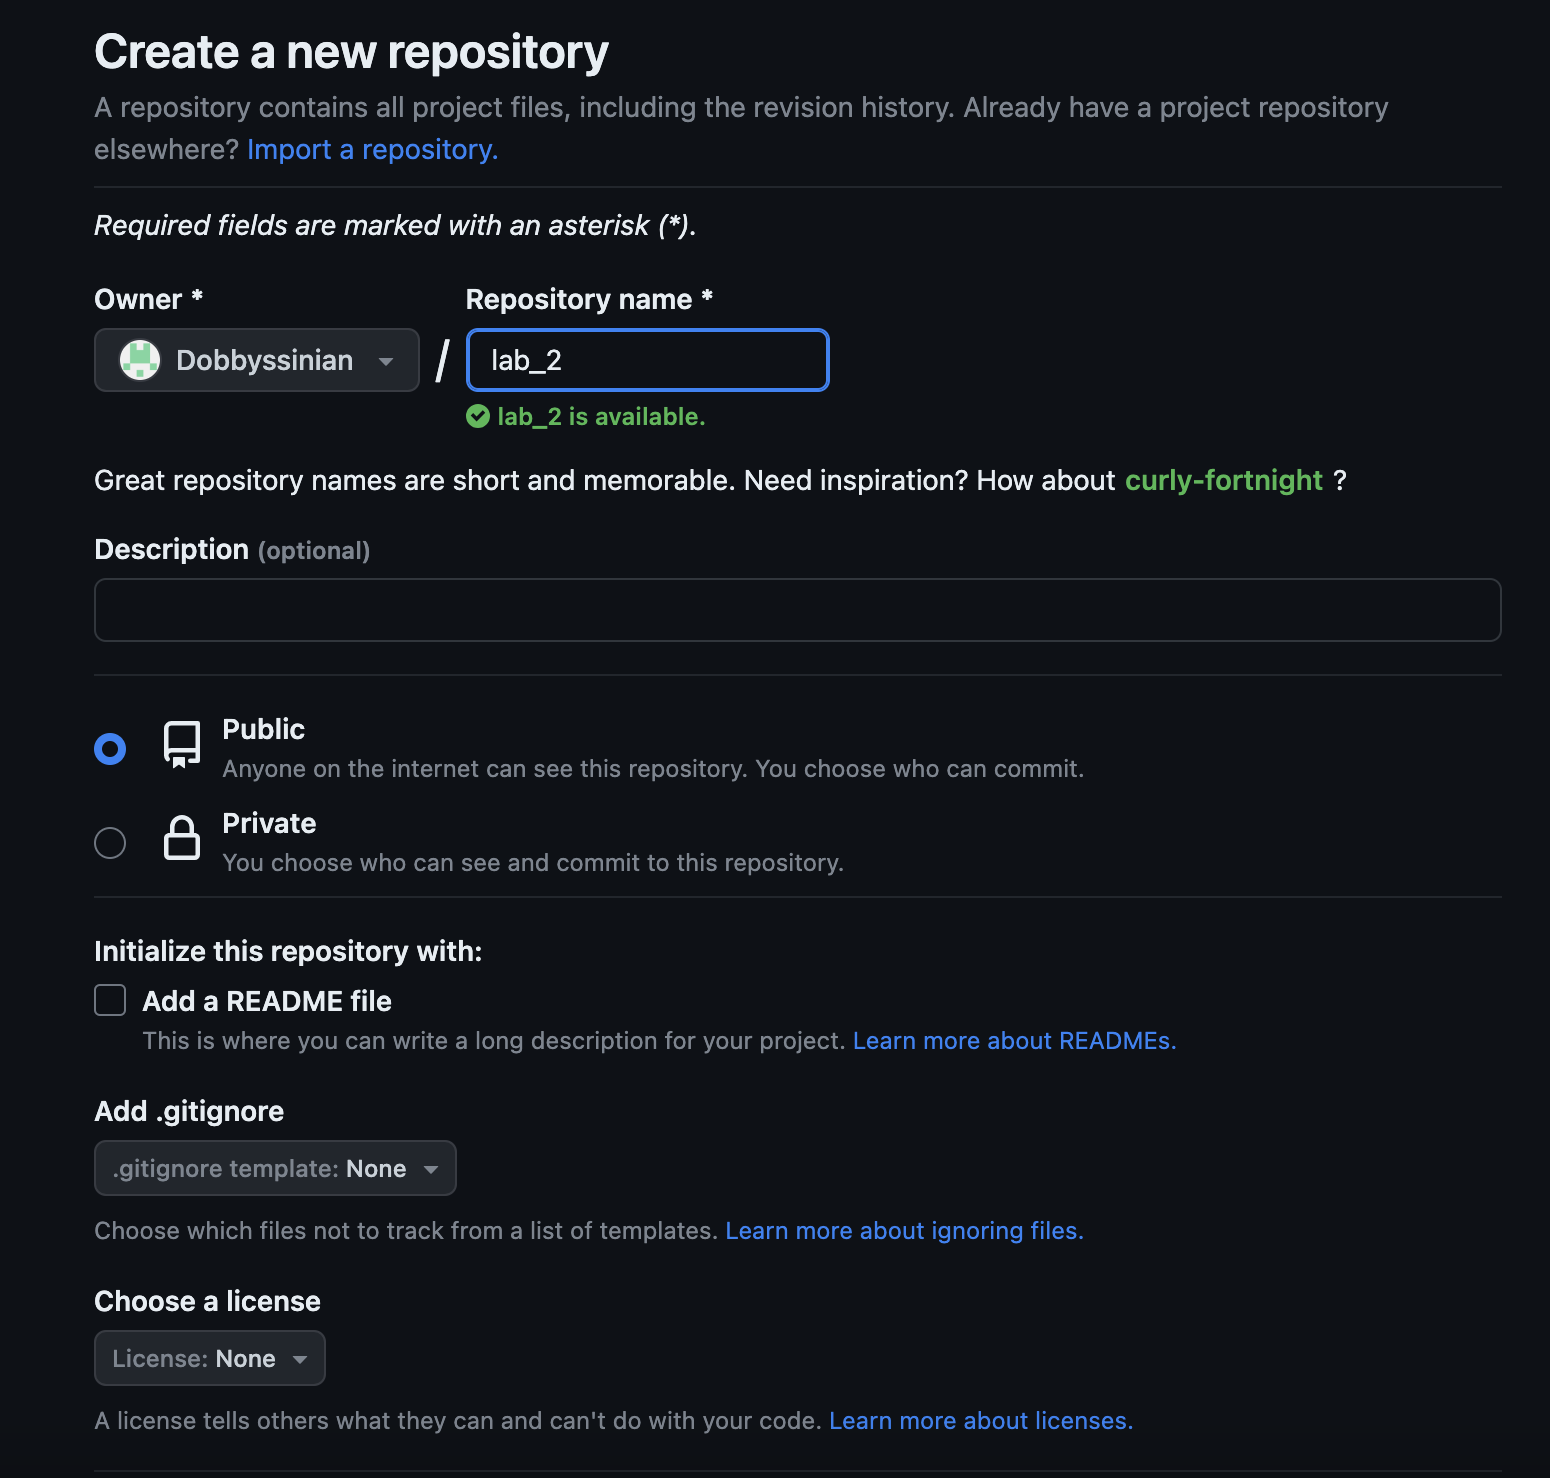 Create a new repository
A repository contains all project files, including the revision history. Already have a project repository
elsewhere? Import a repository.
Required fields are marked with an asterisk (*).
Owner * Repository name *
Dobbyssinian / lab_2
lab_2 is available.
Great repository names are short and memorable. Need inspiration? How about curly-fortnight ?
Description (optional)
Public
Anyone on the internet can see this repository. You choose who can commit.
Private
You choose who can see and commit to this repository.
Initialize this repository with:
Add a README file
This is where you can write a long description for your project. Learn more about READMEs.
Add .gitignore
.gitignore template: None
Choose which files not to track from a list of templates. Learn more about ignoring files.
Choose a license
License: None
A license tells others what they can and can't do with your code. Learn more about licenses.